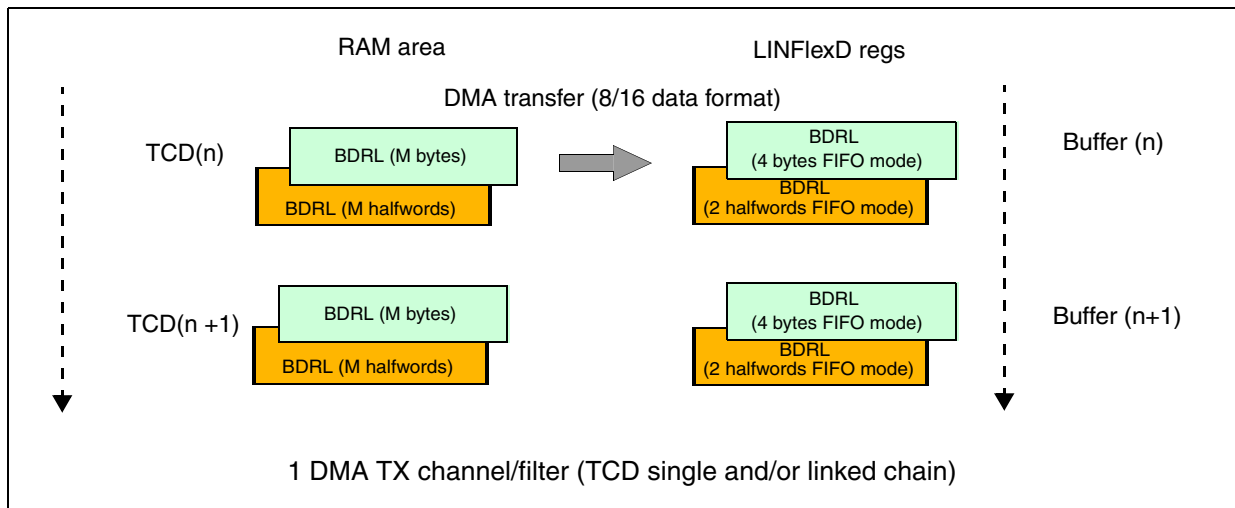 RAM area
LINFlexD regs
DMA transfer (8/16 data format)
TCD(n)
BDRL (M bytes)
BDRL (M halfwords)
BDRL
(4 bytes FIFO mode)
BDRL
(2 halfwords FIFO mode)
Buffer (n)
TCD(n +1)
BDRL (M bytes)
BDRL (M halfwords)
BDRL
(4 bytes FIFO mode)
BDRL
(2 halfwords FIFO mode)
Buffer (n+1)
1 DMA TX channel/filter (TCD single and/or linked chain)